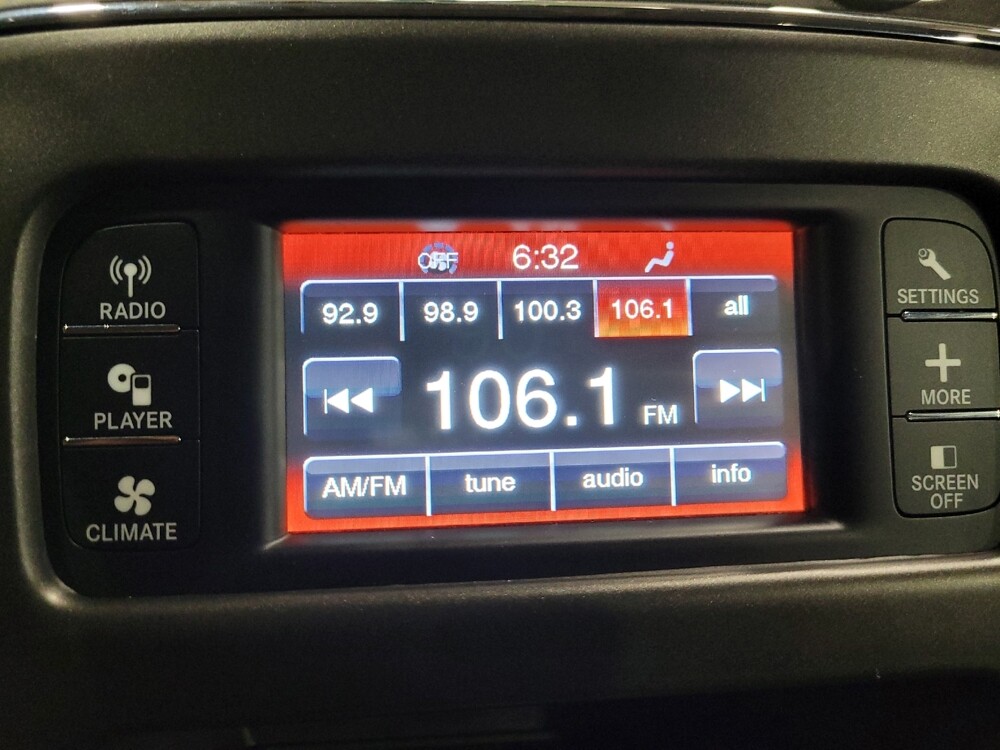 RADIO
PLAYER
CLIMATE
OFF 6:32
92.9 98.9 100.3 106.1 all
106.1 FM
AM/FM tune audio info
SETTINGS
MORE
SCREEN
OFF